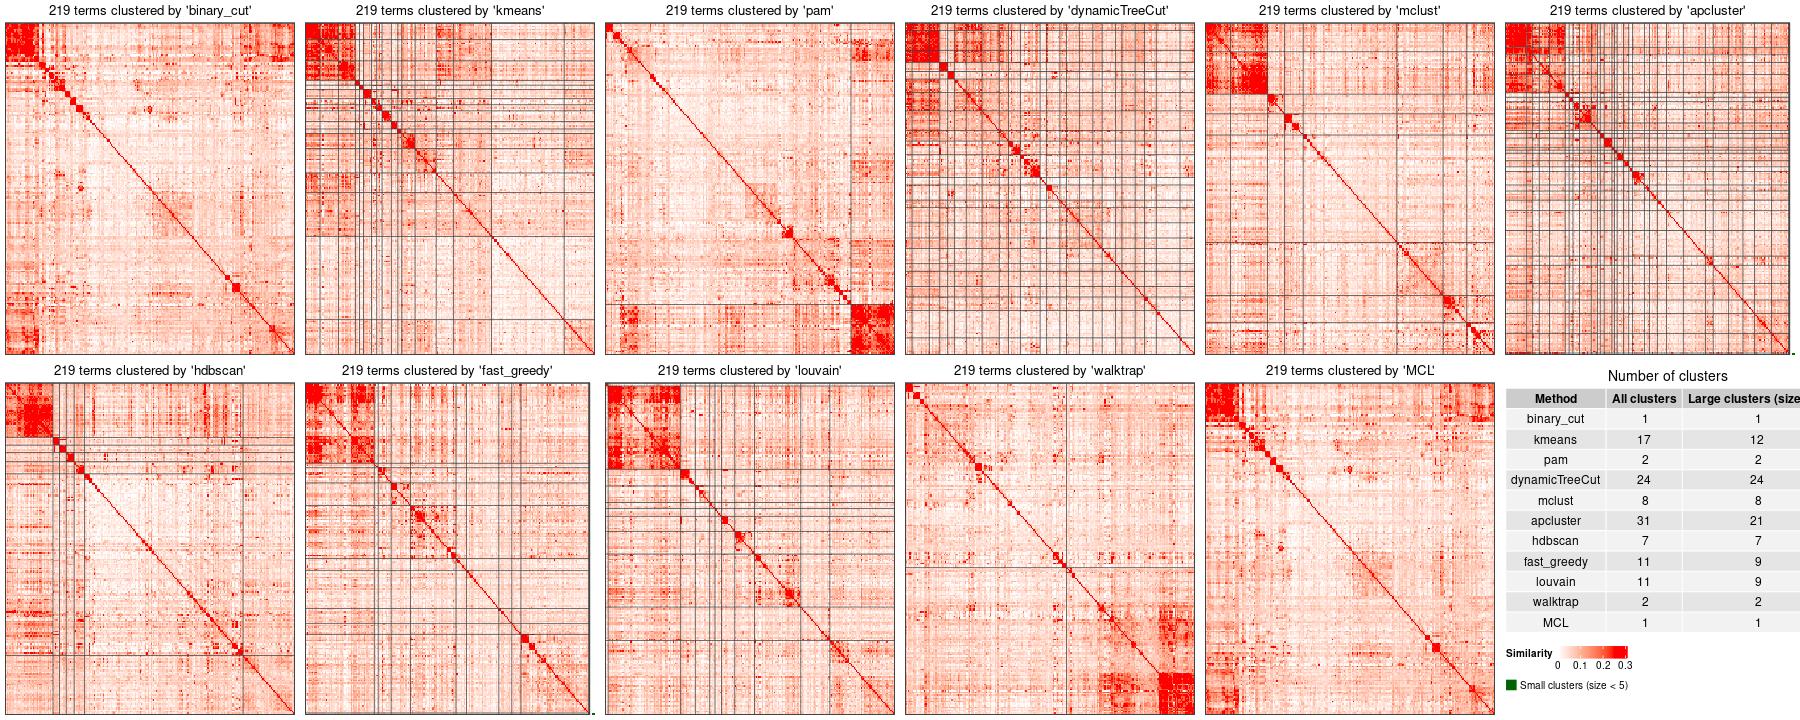 219 terms clustered by 'binary_cut'
219 terms clustered by 'kmeans'
219 terms clustered by 'pam'
219 terms clustered by 'dynamicTreeCut'
219 terms clustered by 'mclust'
219 terms clustered by 'apcluster'
219 terms clustered by 'hdbscan'
219 terms clustered by 'fast_greedy'
219 terms clustered by 'louvain'
219 terms clustered by 'walktrap'
219 terms clustered by 'MCL'
Number of clusters
Method All clusters Large clusters (size
binary_cut 1 1
kmeans 17 12
pam 2 2
dynamicTreeCut 24 24
mclust 8 8
apcluster 31 21
hdbscan 7 7
fast_greedy 11 9
louvain 11 9
walktrap 2 2
MCL 1 1
Similarity
0 0.1 0.2 0.3
Small clusters (size < 5)